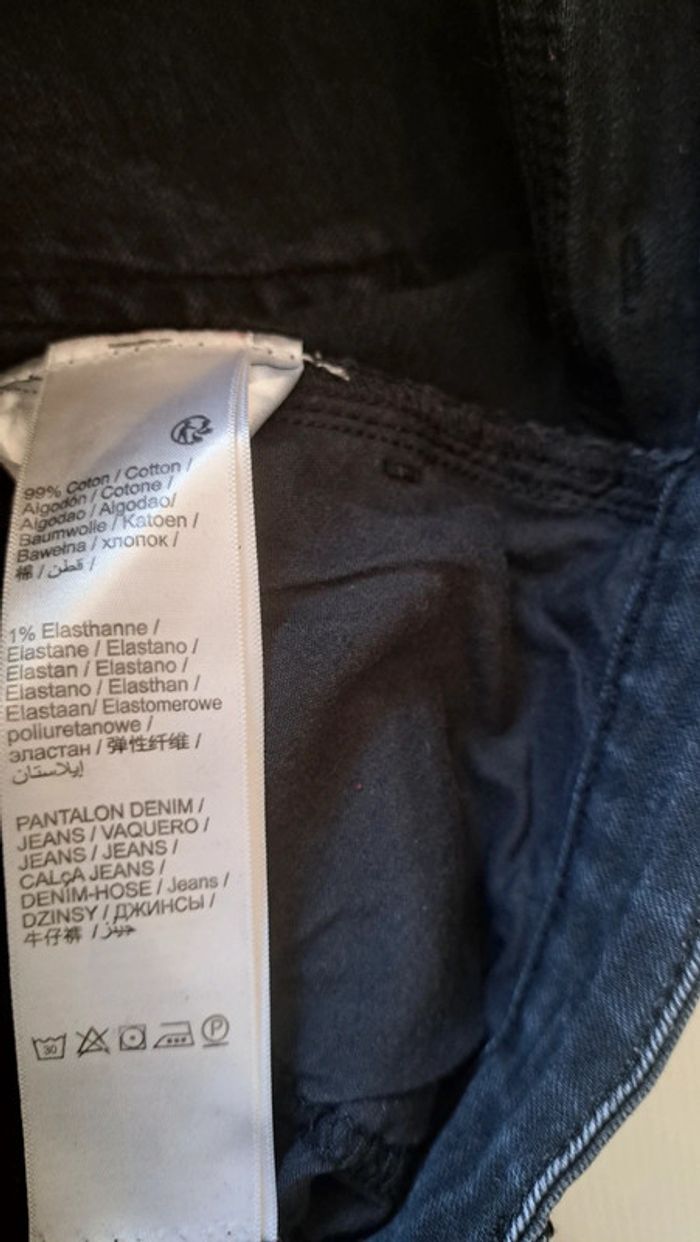 99% Coton / Cotton /
Algodón / Cotone /
Algodao / Algodao/
Baumwolle / Katoen /
Bawełna / хлопок /
棉 / قطن /
1% Elasthanne /
Elastane / Elastano /
Elastan / Elastano /
Elastano / Elasthan /
Elastaan/ Elastomerowe
poliuretanowe /
эластан / 弹性纤维 /
إيلاستان
PANTALON DENIM /
JEANS / VAQUERO /
JEANS / JEANS /
CALçA JEANS /
DENIM-HOSE / Jeans /
DZINSY / ДЖИНСЫ /
牛仔裤 / جينز
30 P